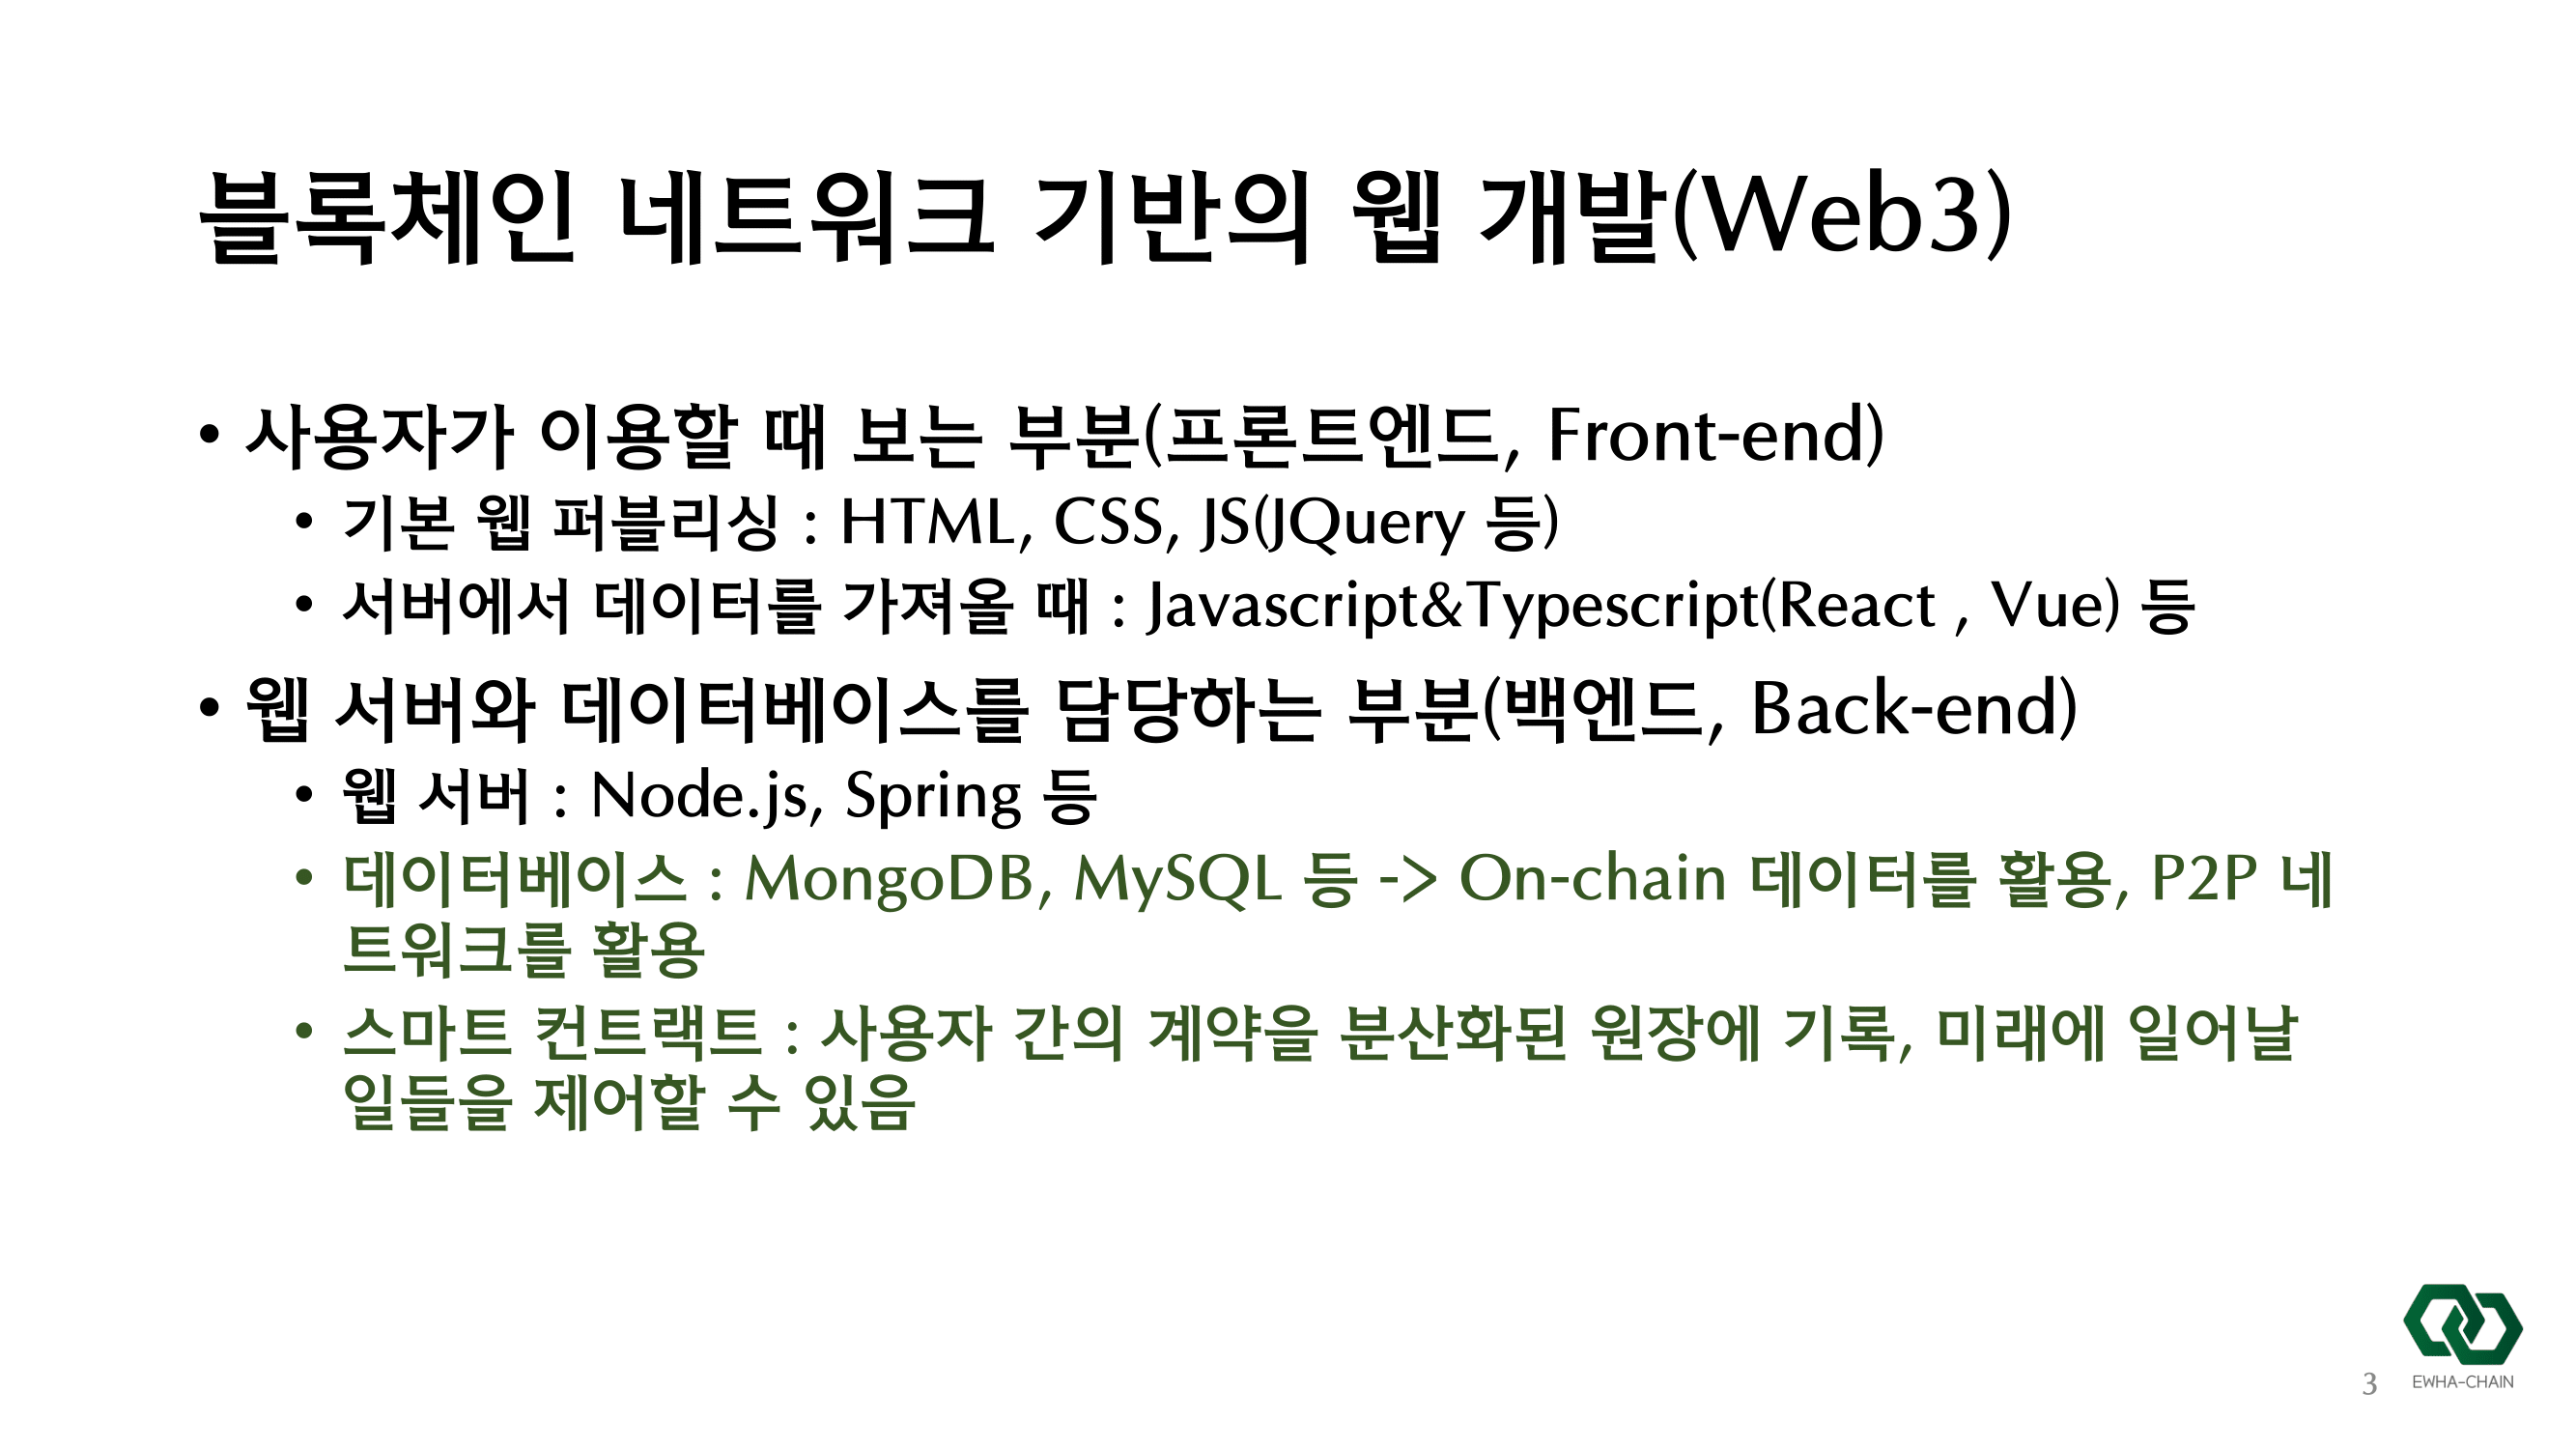 블록체인 네트워크 기반의 웹 개발(Web3)
• 사용자가 이용할 때 보는 부분(프론트엔드, Front-end)
• 기본 웹 퍼블리싱 : HTML, CSS, JS(JQuery 등)
• 서버에서 데이터를 가져올 때 : Javascript&Typescript(React , Vue) 등
• 웹 서버와 데이터베이스를 담당하는 부분(백엔드, Back-end)
• 웹 서버 : Node.js, Spring 등
• 데이터베이스 : MongoDB, MySQL 등 -> On-chain 데이터를 활용, P2P 네
트워크를 활용
• 스마트 컨트랙트 : 사용자 간의 계약을 분산화된 원장에 기록, 미래에 일어날
일들을 제어할 수 있음
3
EWHA-CHAIN